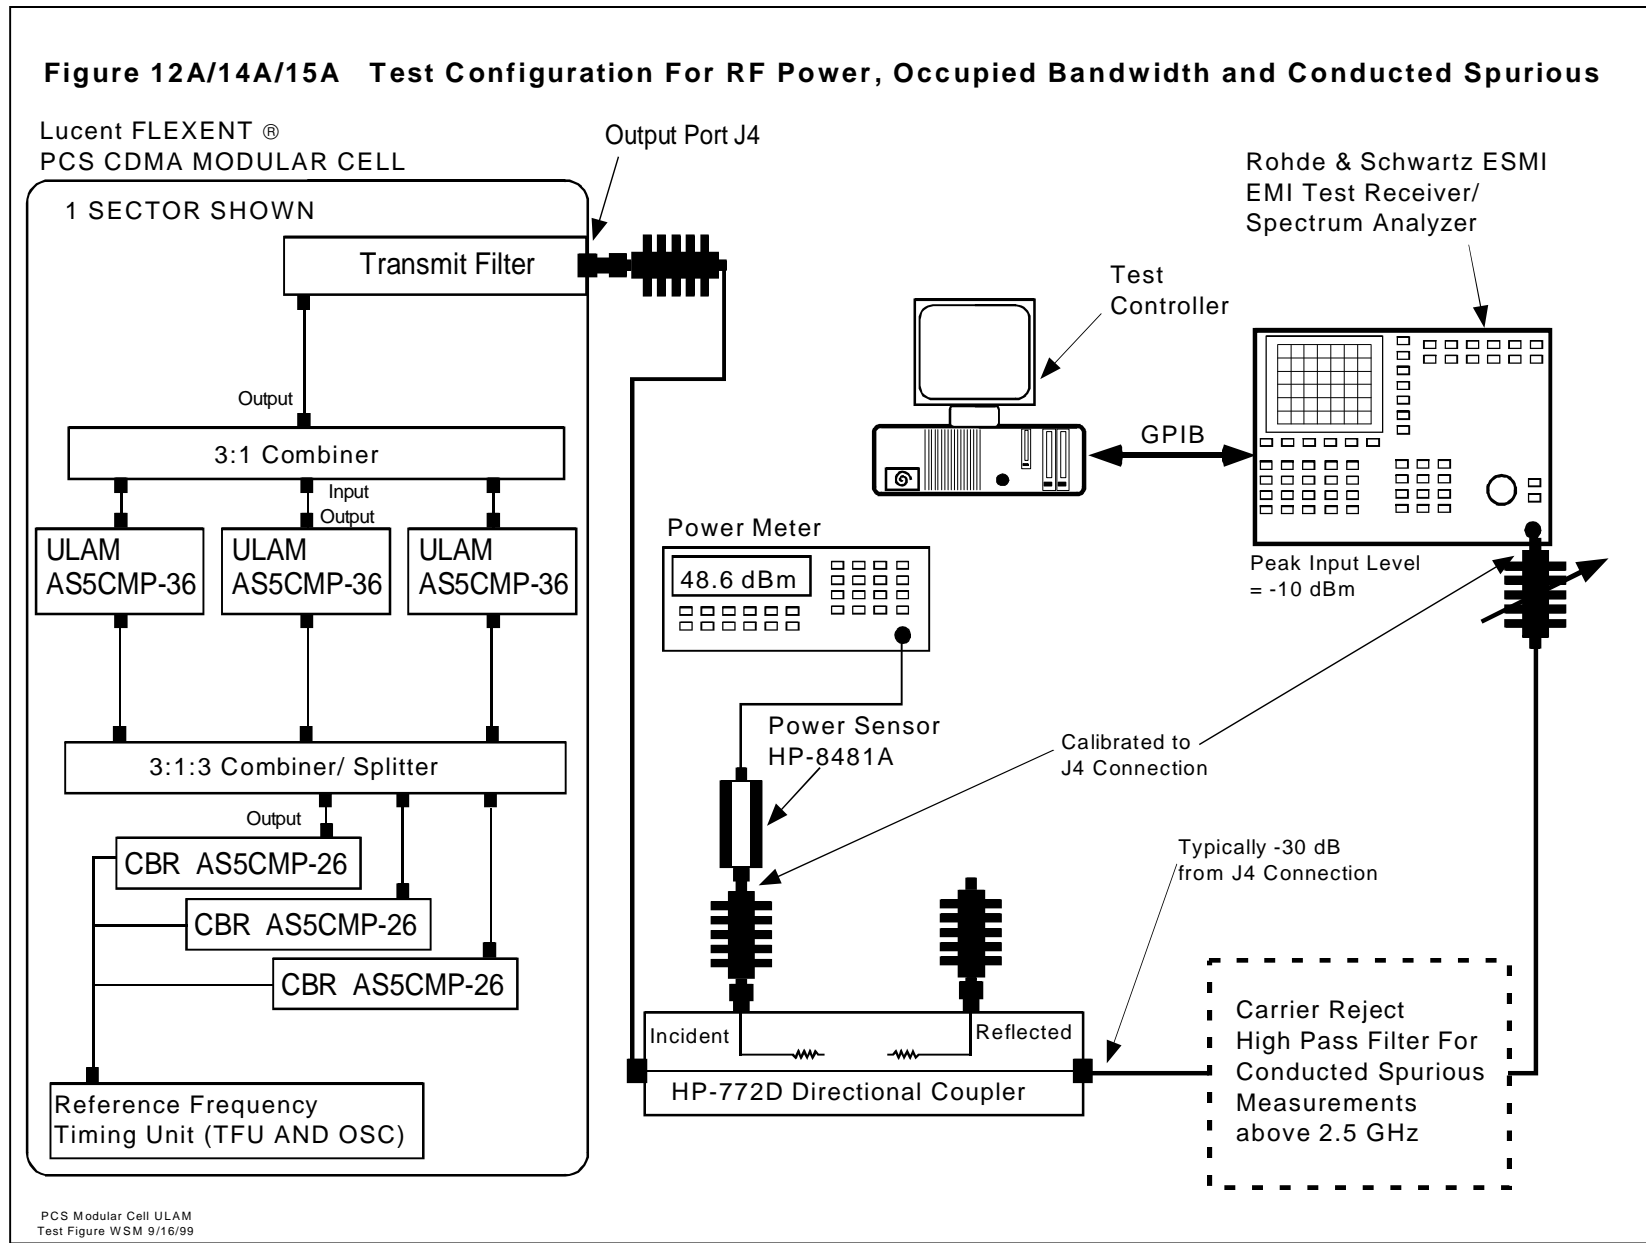 Figure 12A/14A/15A Test Configuration For RF Power, Occupied Bandwidth and Conducted Spurious
Lucent FLEXENT ®
PCS CDMA MODULAR CELL
1 SECTOR SHOWN
Output Port J4
Transmit Filter
Output
3:1 Combiner
Input
Output
ULAM
AS5CMP-36
ULAM
AS5CMP-36
ULAM
AS5CMP-36
3:1:3 Combiner/ Splitter
Output
CBR AS5CMP-26
CBR AS5CMP-26
CBR AS5CMP-26
Reference Frequency
Timing Unit (TFU AND OSC)
Rohde & Schwartz ESMI
EMI Test Receiver/
Spectrum Analyzer
Test
Controller
GPIB
Power Meter
48.6 dBm
Peak Input Level
= -10 dBm
Power Sensor
HP-8481A
Calibrated to
J4 Connection
Typically -30 dB
from J4 Connection
Incident
Reflected
HP-772D Directional Coupler
Carrier Reject
High Pass Filter For
Conducted Spurious
Measurements
above 2.5 GHz
PCS Modular Cell ULAM
Test Figure WSM 9/16/99